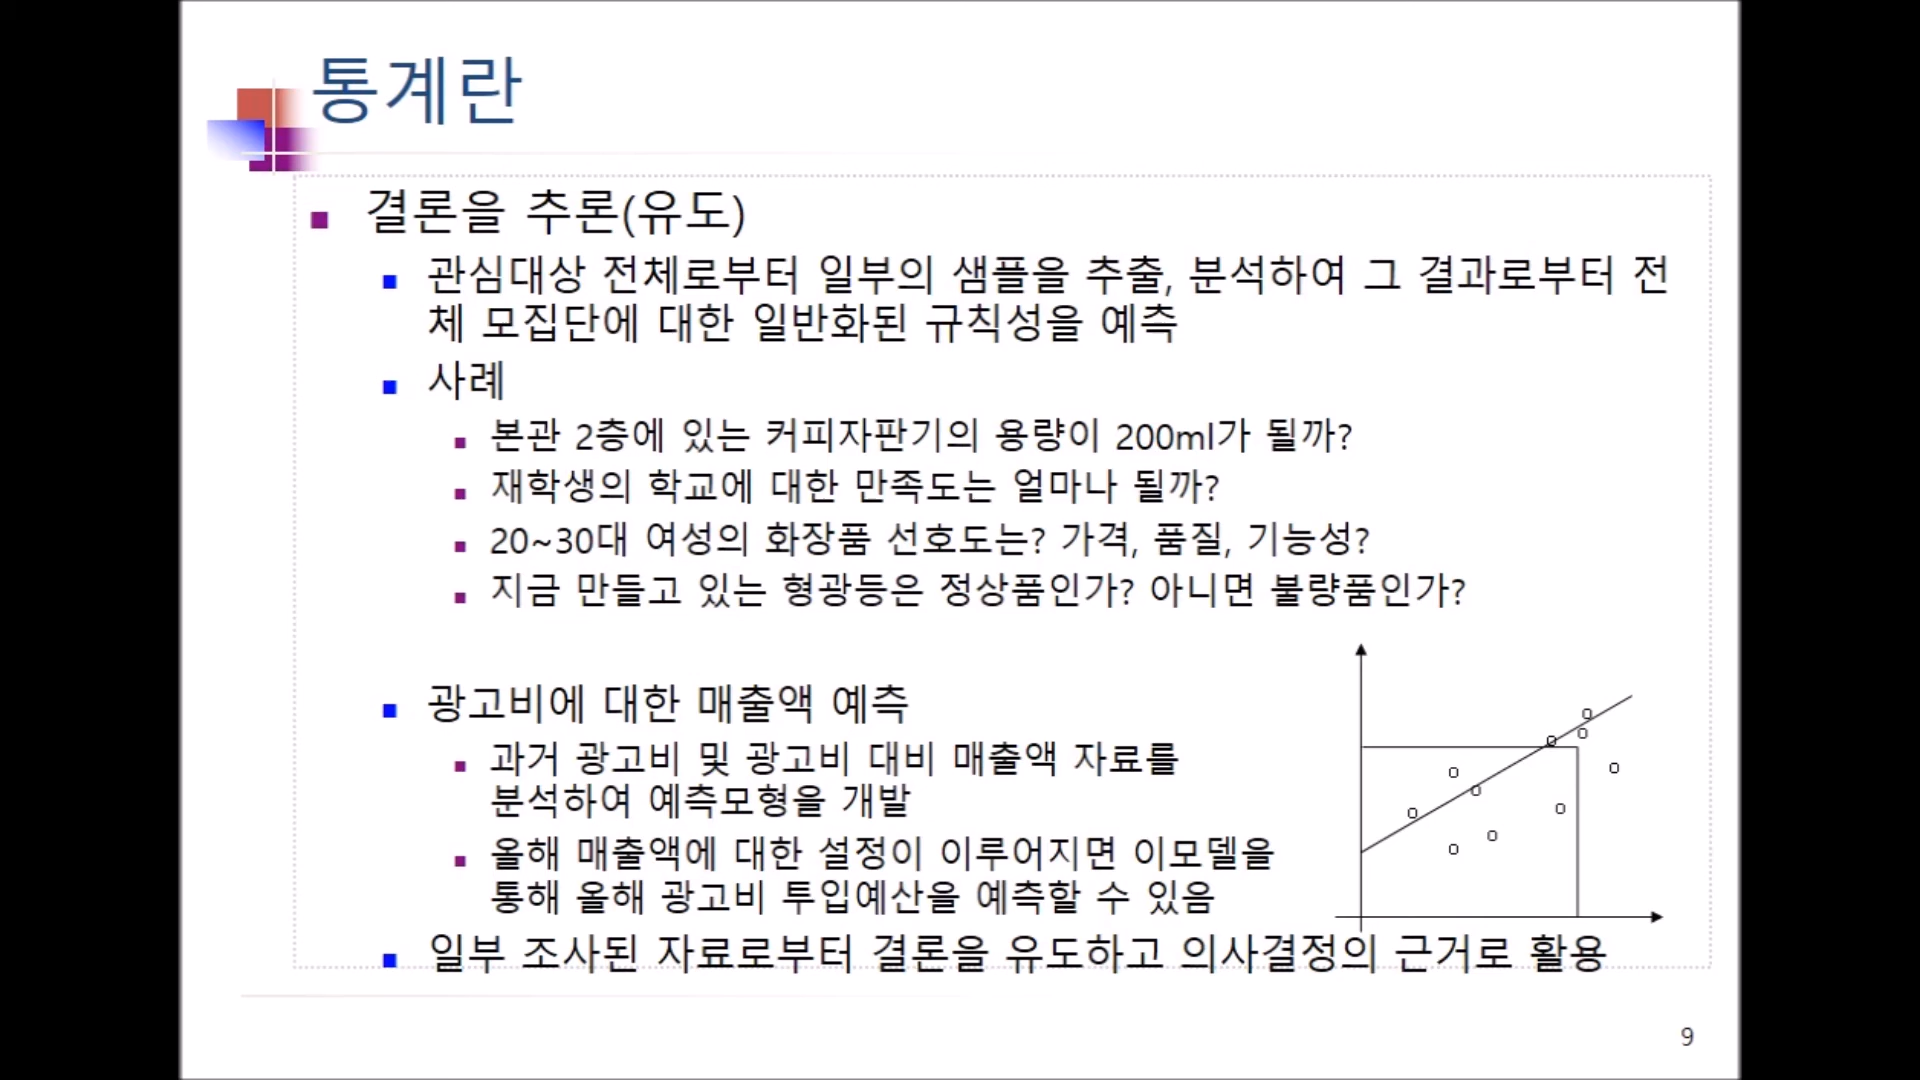 통계란
결론을 추론(유도)
관심대상 전체로부터 일부의 샘플을 추출, 분석하여 그 결과로부터 전
체 모집단에 대한 일반화된 규칙성을 예측
사례
본관 2층에 있는 커피자판기의 용량이 200ml가 될까?
재학생의 학교에 대한 만족도는 얼마나 될까?
20~30대 여성의 화장품 선호도는? 가격, 품질, 기능성?
지금 만들고 있는 형광등은 정상품인가? 아니면 불량품인가?
광고비에 대한 매출액 예측
과거 광고비 및 광고비 대비 매출액 자료를
분석하여 예측모형을 개발
올해 매출액에 대한 설정이 이루어지면 이모델을
통해 올해 광고비 투입예산을 예측할 수 있음
일부 조사된 자료로부터 결론을 유도하고 의사결정의 근거로 활용
9